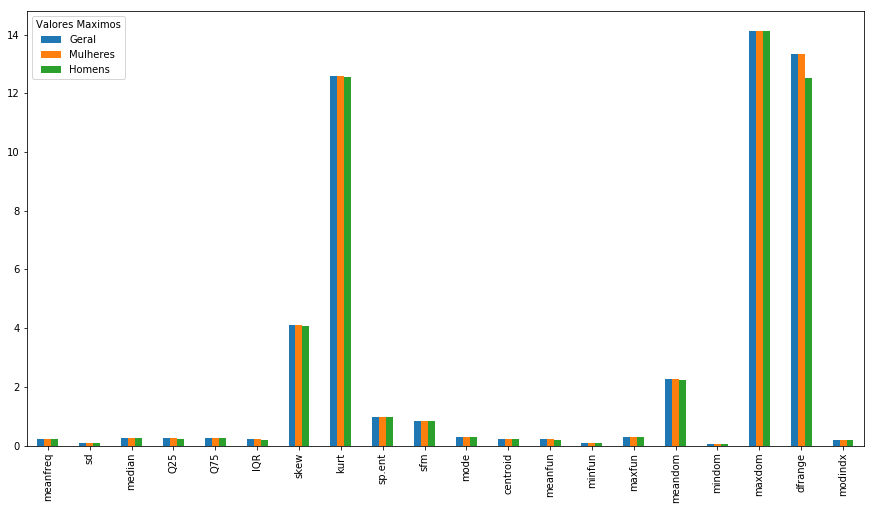 Valores Maximos
Geral
Mulheres
Homens
14
12
10
8
6
4
2
0
meanfreq
sd
median
Q25
Q75
IQR
skew
kurt
sp.ent
sfm
mode
centroid
meanfun
minfun
maxfun
meandom
mindom
maxdom
dfrange
modindx